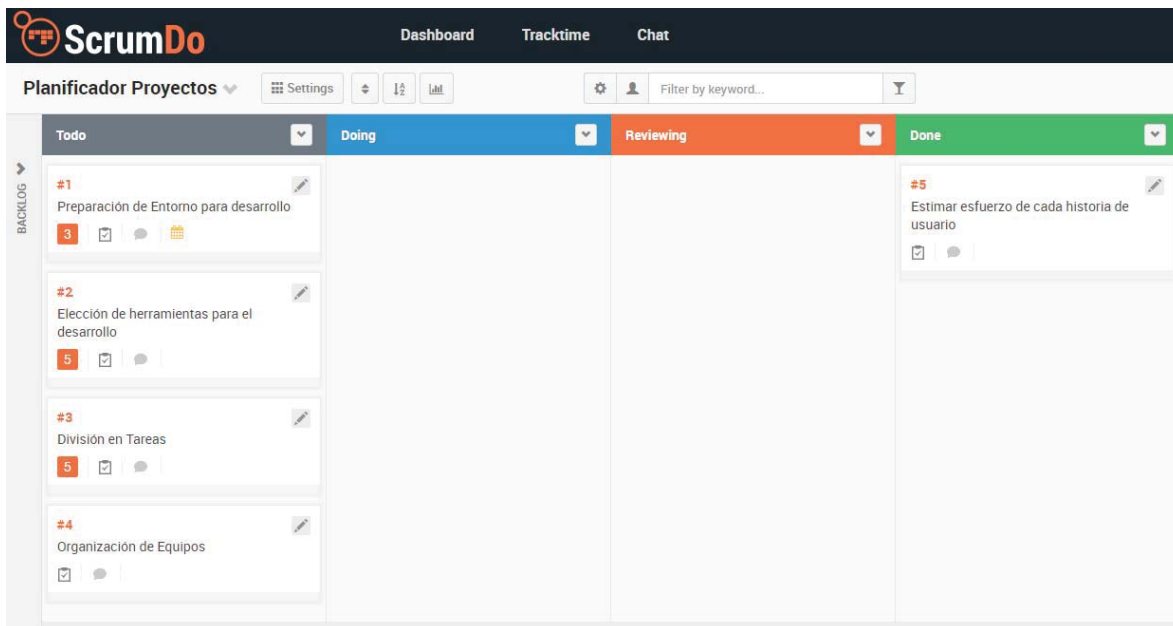 ScrumDo
Dashboard
Tracktime
Chat
Planificador Proyectos
Settings
Filter by keyword...
BACKLOG
Todo
#1
Preparación de Entorno para desarrollo
3
#2
Elección de herramientas para el
desarrollo
5
#3
División en Tareas
5
#4
Organización de Equipos
Doing
Reviewing
Done
#5
Estimar esfuerzo de cada historia de
usuario